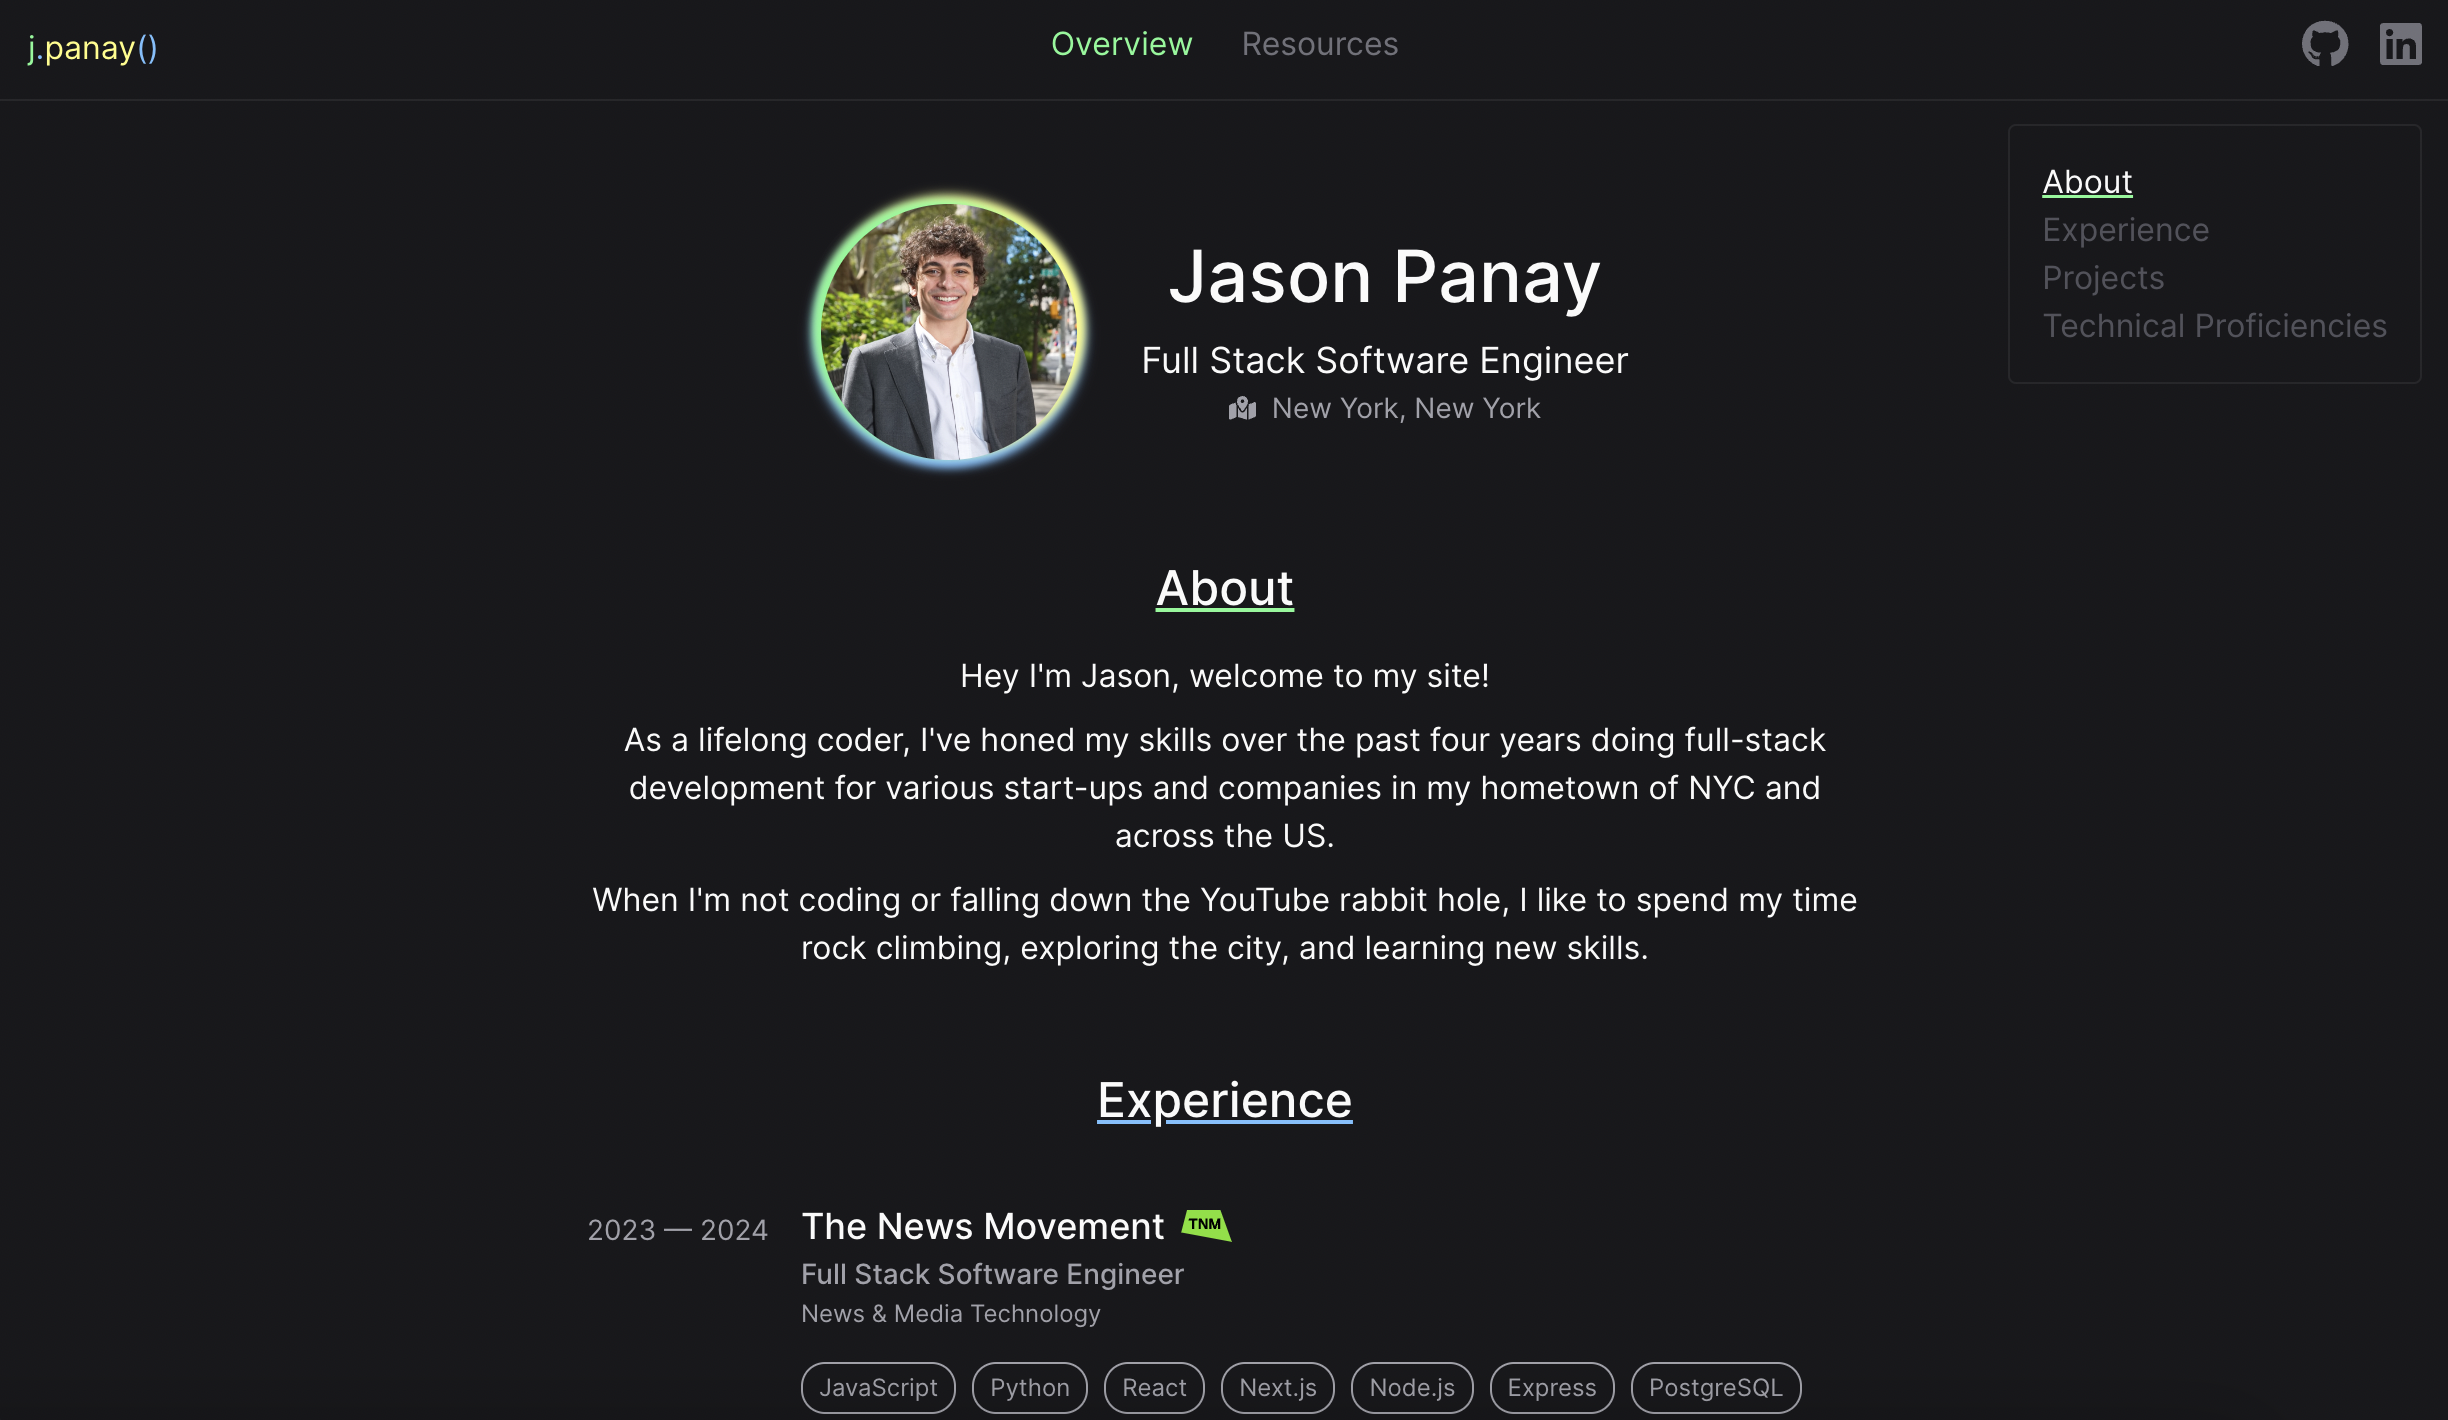 j.panay()
Overview
Resources
in
About
Experience
Projects
Technical Proficiencies
Jason Panay
Full Stack Software Engineer
New York, New York
About
Hey I'm Jason, welcome to my site!
As a lifelong coder, I've honed my skills over the past four years doing full-stack
development for various start-ups and companies in my hometown of NYC and
across the US.
When I'm not coding or falling down the YouTube rabbit hole, I like to spend my time
rock climbing, exploring the city, and learning new skills.
Experience
2023 — 2024
The News Movement
TNM
Full Stack Software Engineer
News & Media Technology
JavaScript
Python
React
Next.js
Node.js
Express
PostgreSQL